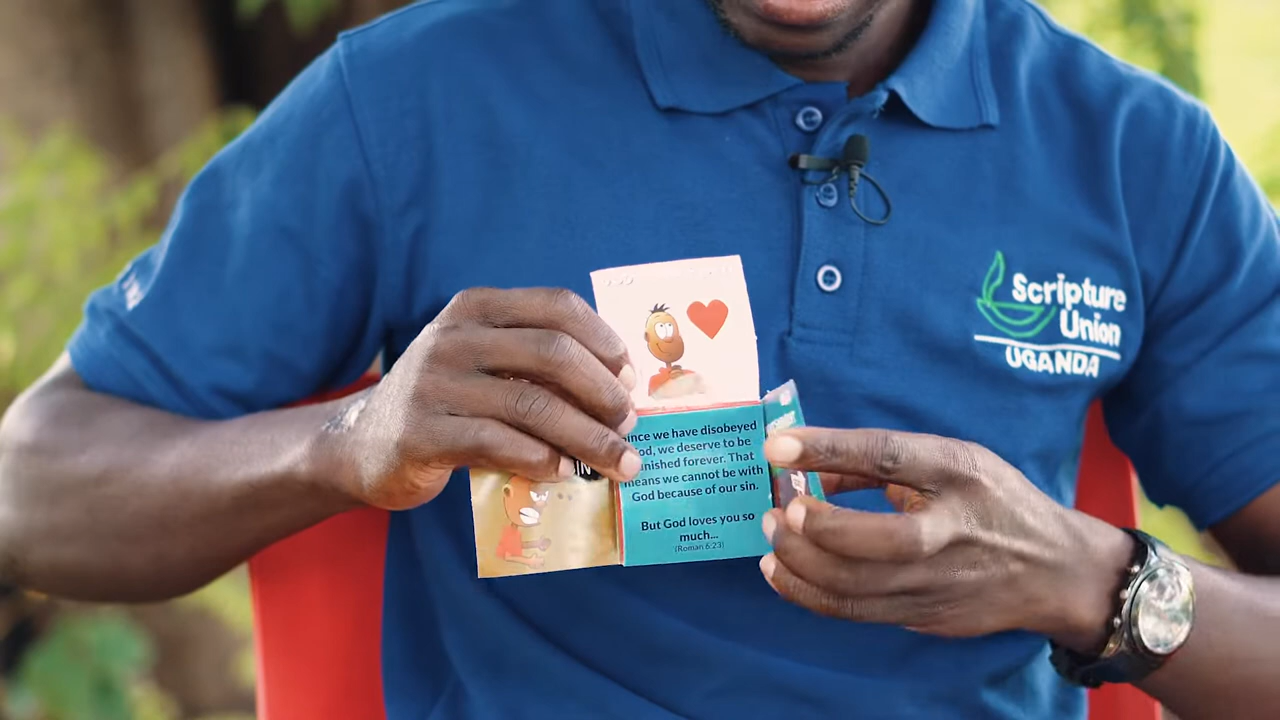 Scripture
Union
UGANDA
IN
ince we have disobeyed
od, we deserve to be
nished forever. That
means we cannot be with
God because of our sin.
But God loves you so
much...
(Roman 6:23)